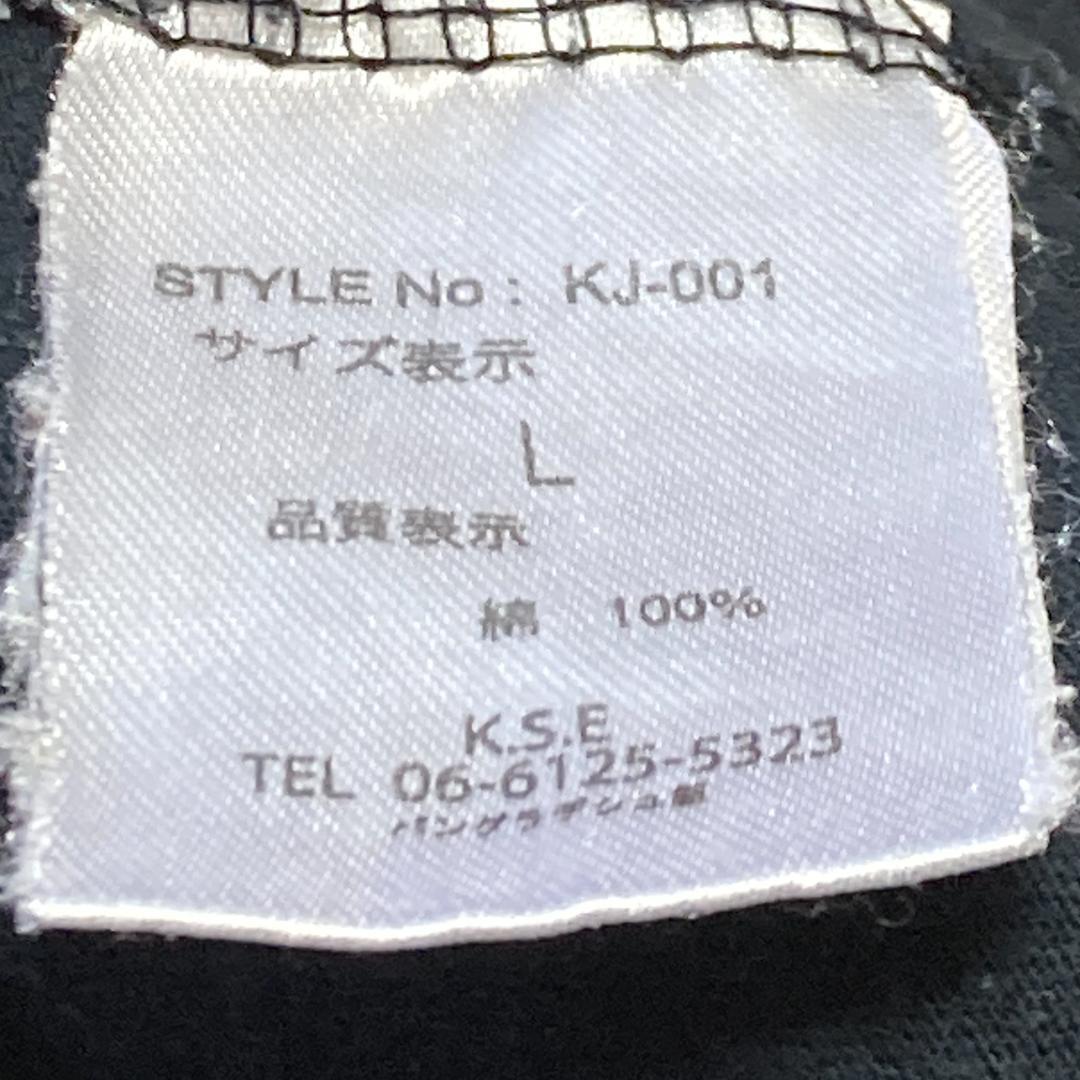 STYLE No : KJ-001
サイズ表示
L
品質表示
綿 100%
K.S.E
TEL 06-6125-5323
バングラデシュ製